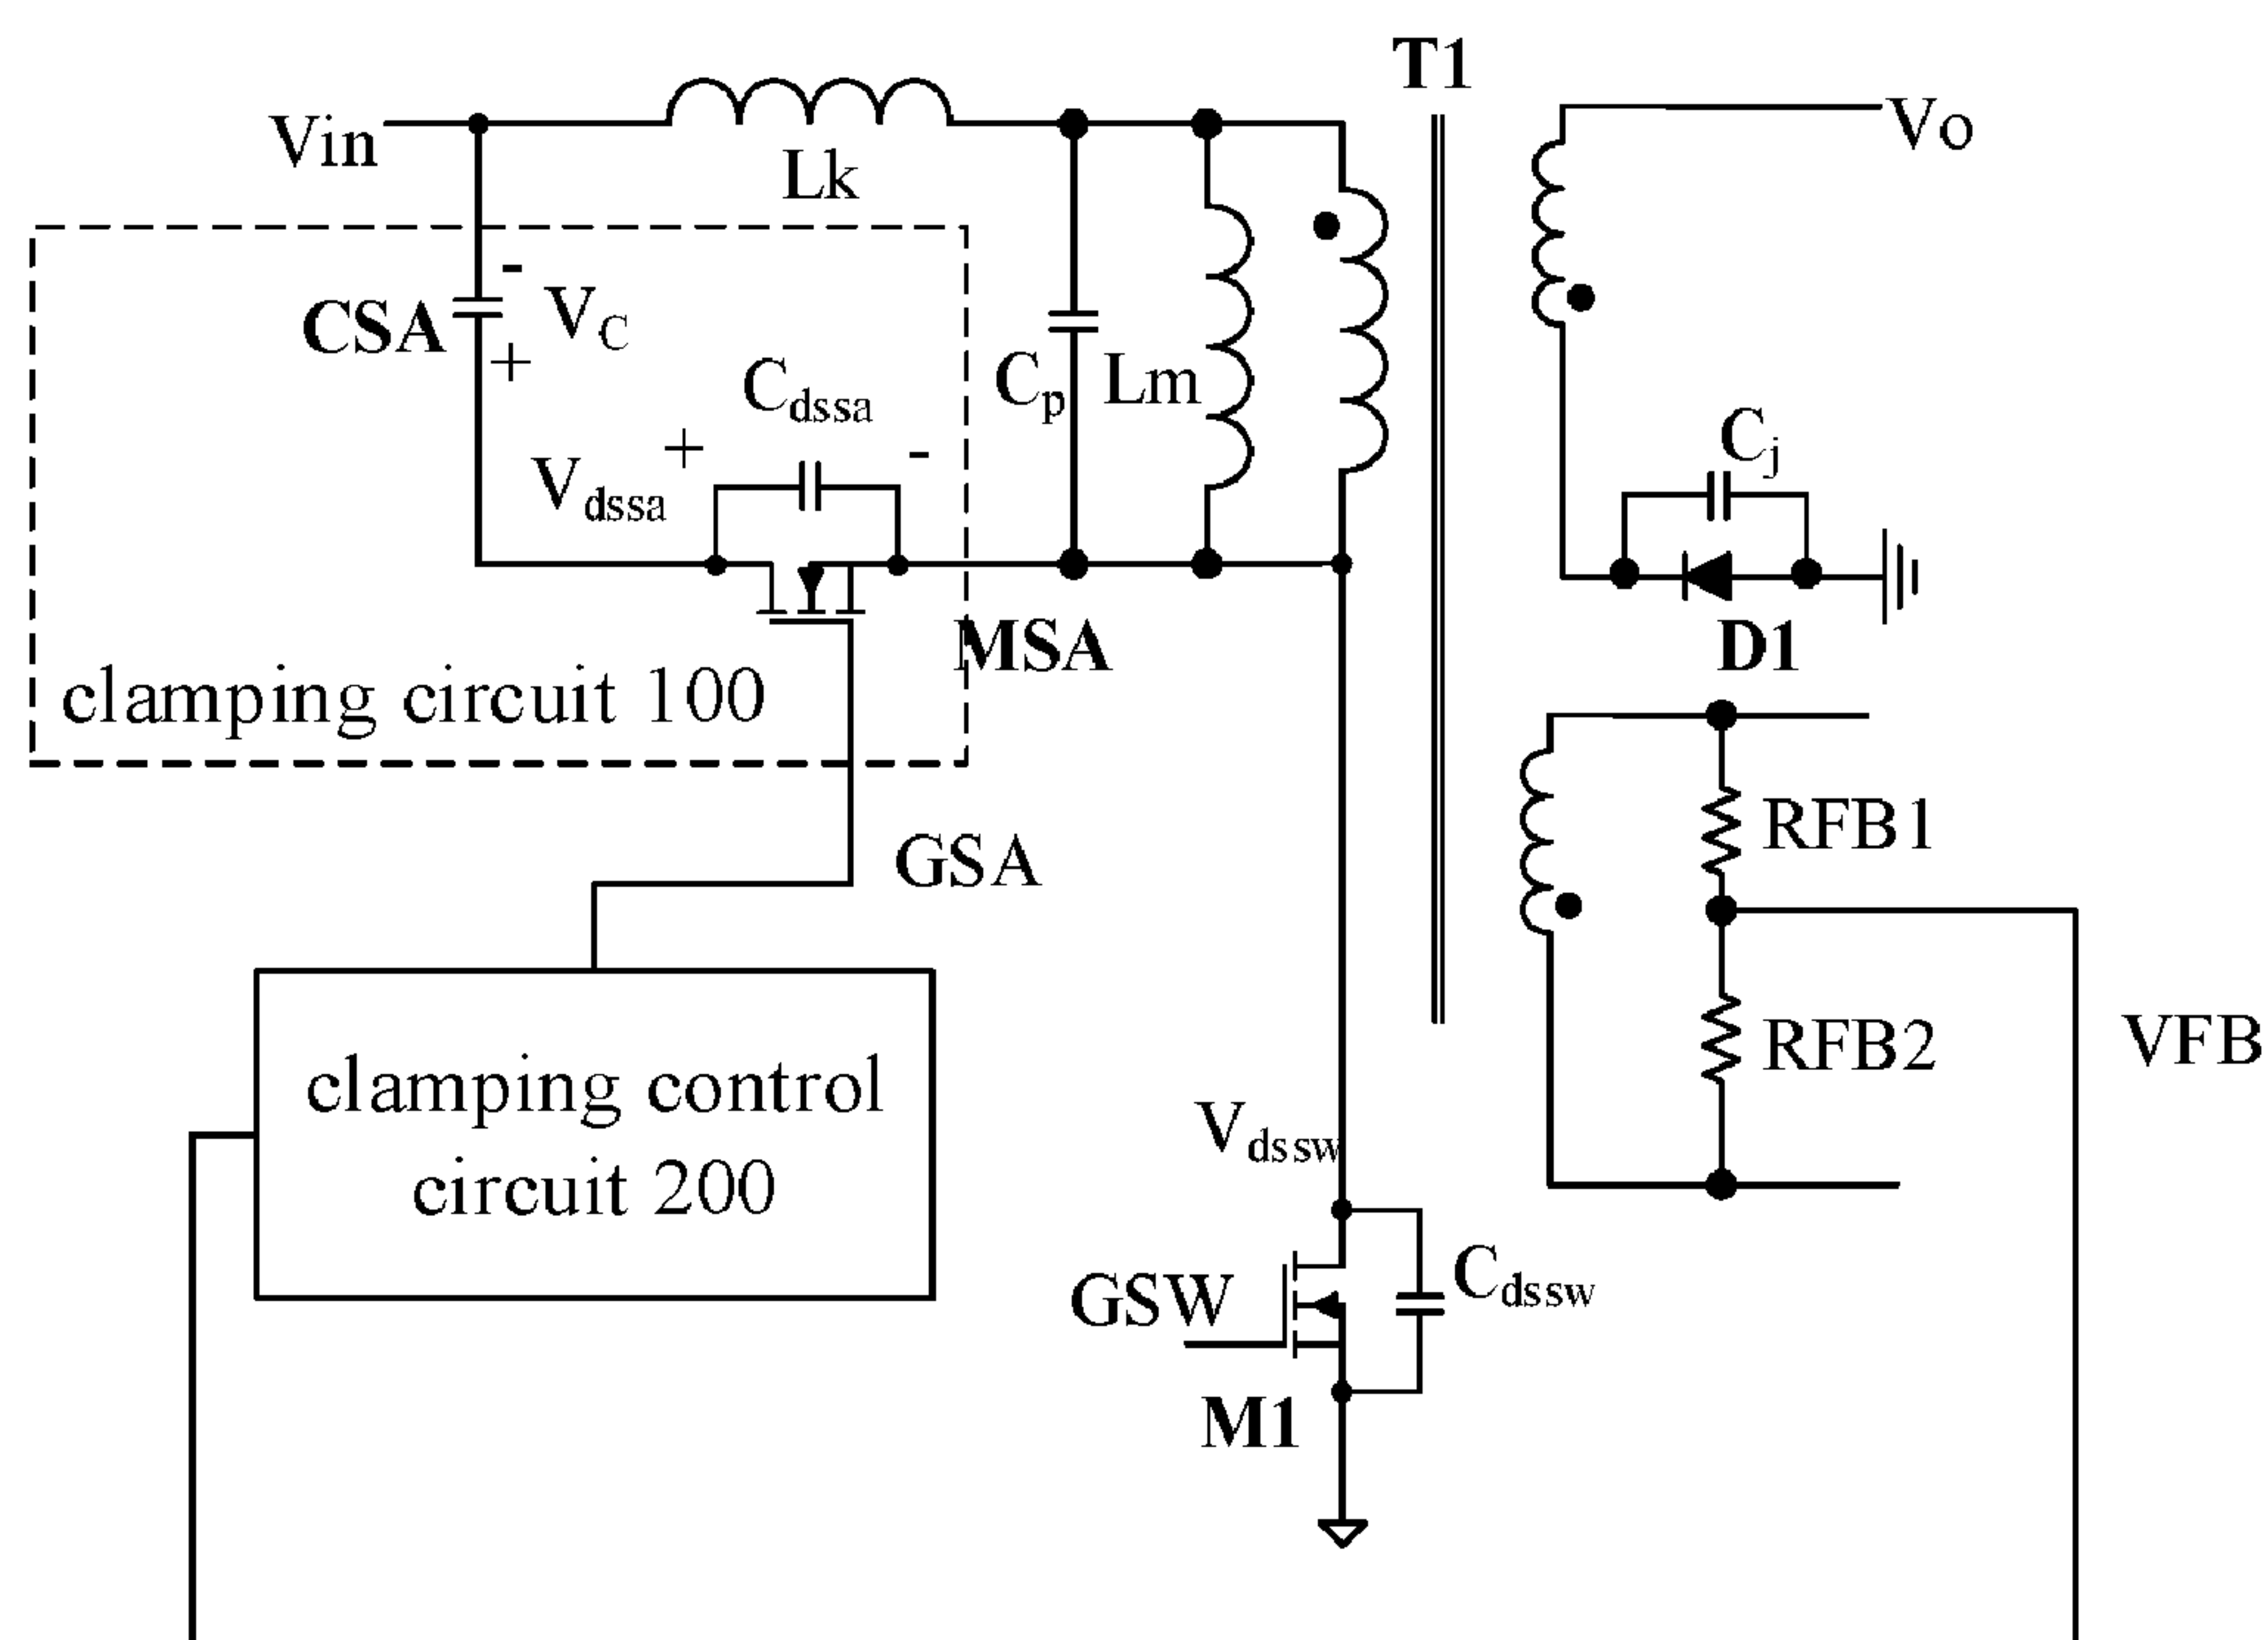 T1
Vin
Lk
Vo
-
CSA
VC
+
Cdssa
Cp
Lm
Cj
+
-
Vdssa
D1
MSA
clamping circuit 100
RFB1
GSA
clamping control
circuit 200
RFB2
VFB
Vdssw
GSW
Cdssw
M1